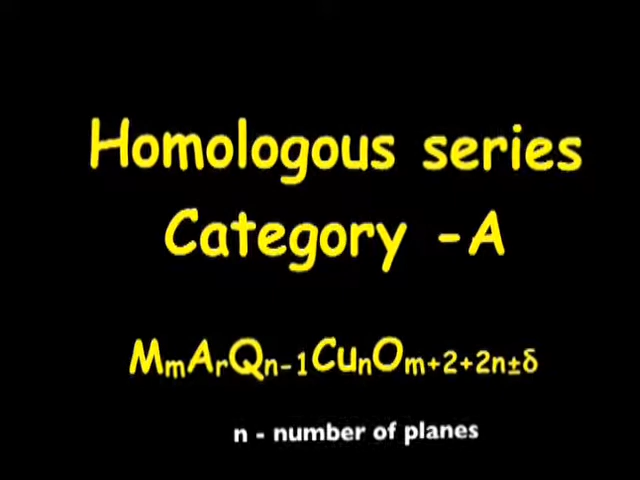 Homologous series
Category -A
MmArQn-1CunOm+2+2n±δ
n - number of planes